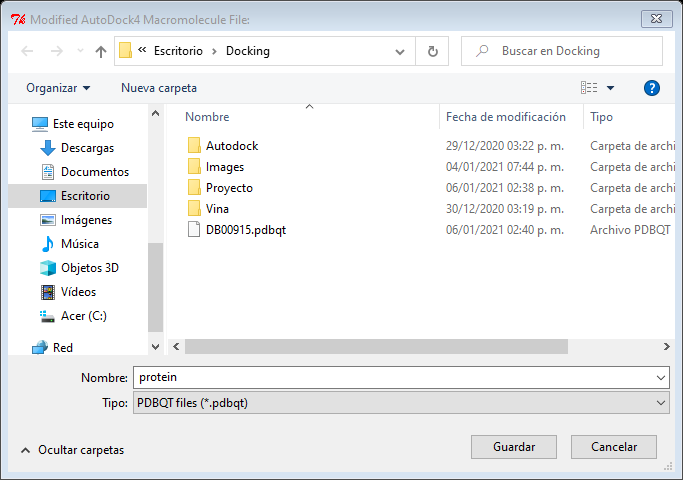 Modified AutoDock4 Macromolecule File:
« Escritorio > Docking
Buscar en Docking
Organizar
Nueva carpeta
Este equipo
Descargas
Documentos
Escritorio
Imágenes
Música
Objetos 3D
Vídeos
Acer (C:)
Red
Nombre Fecha de modificación Tipo
Autodock 29/12/2020 03:22 p. m. Carpeta de archi
Images 04/01/2021 07:44 p. m. Carpeta de archi
Proyecto 06/01/2021 02:38 p. m. Carpeta de archi
Vina 30/12/2020 03:19 p. m. Carpeta de archi
DB00915.pdbqt 06/01/2021 02:40 p. m. Archivo PDBQT
Nombre: protein
Tipo: PDBQT files (*.pdbqt)
Ocultar carpetas
Guardar
Cancelar